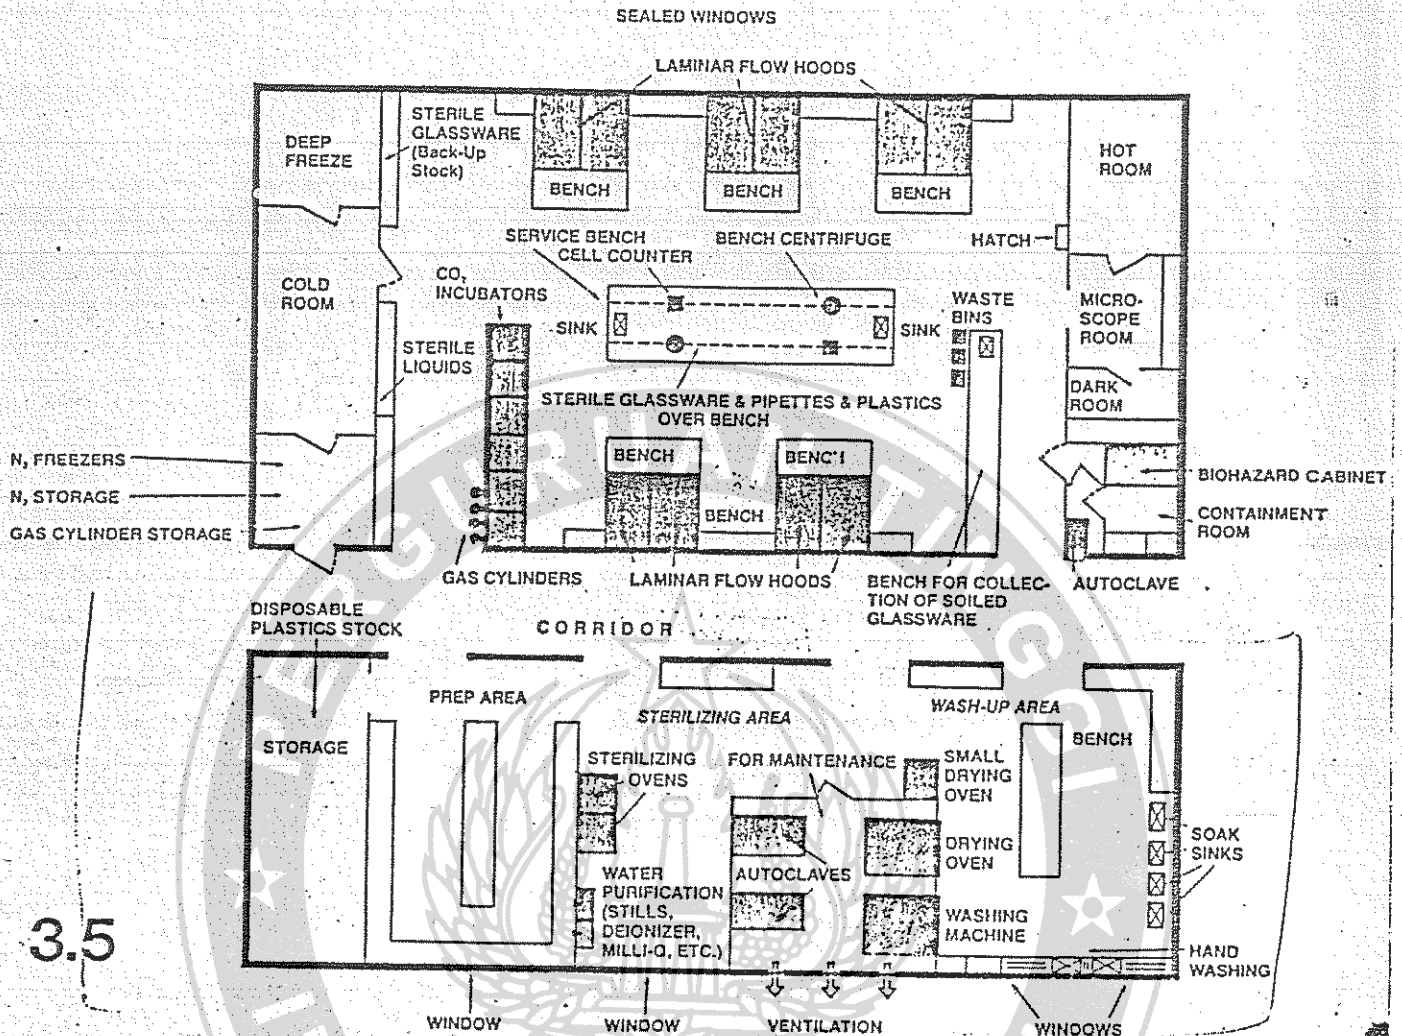 SEALED WINDOWS
LAMINAR FLOW HOODS
DEEP
FREEZE
STERILE
GLASSWARE
(Back-Up
Stock)
BENCH
BENCH
BENCH
HOT
ROOM
SERVICE BENCH
CELL COUNTER
BENCH CENTRIFUGE
HATCH
COLD
ROOM
CO₂
INCUBATORS
SINK
SINK
WASTE
BINS
MICRO-
SCOPE
ROOM
STERILE
LIQUIDS
STERILE GLASSWARE & PIPETTES & PLASTICS
OVER BENCH
DARK
ROOM
N, FREEZERS
N, STORAGE
GAS CYLINDER STORAGE
BENCH
BENCH
BENCH
BIOHAZARD CABINET
CONTAINMENT
ROOM
GAS CYLINDERS
LAMINAR FLOW HOODS
BENCH FOR COLLEC-
TION OF SOILED
GLASSWARE
AUTOCLAVE
DISPOSABLE
PLASTICS STOCK
CORRIDOR
PREP AREA
STERILIZING AREA
WASH-UP AREA
STORAGE
STERILIZING
OVENS
FOR MAINTENANCE
SMALL
DRYING
OVEN
BENCH
WATER
PURIFICATION
(STILLS,
DEIONIZER,
MILLI-Q, ETC.)
AUTOCLAVES
DRYING
OVEN
SOAK
SINKS
WASHING
MACHINE
HAND
WASHING
3.5
WINDOW
WINDOW
VENTILATION
WINDOWS
PERGURUAN TINGGI